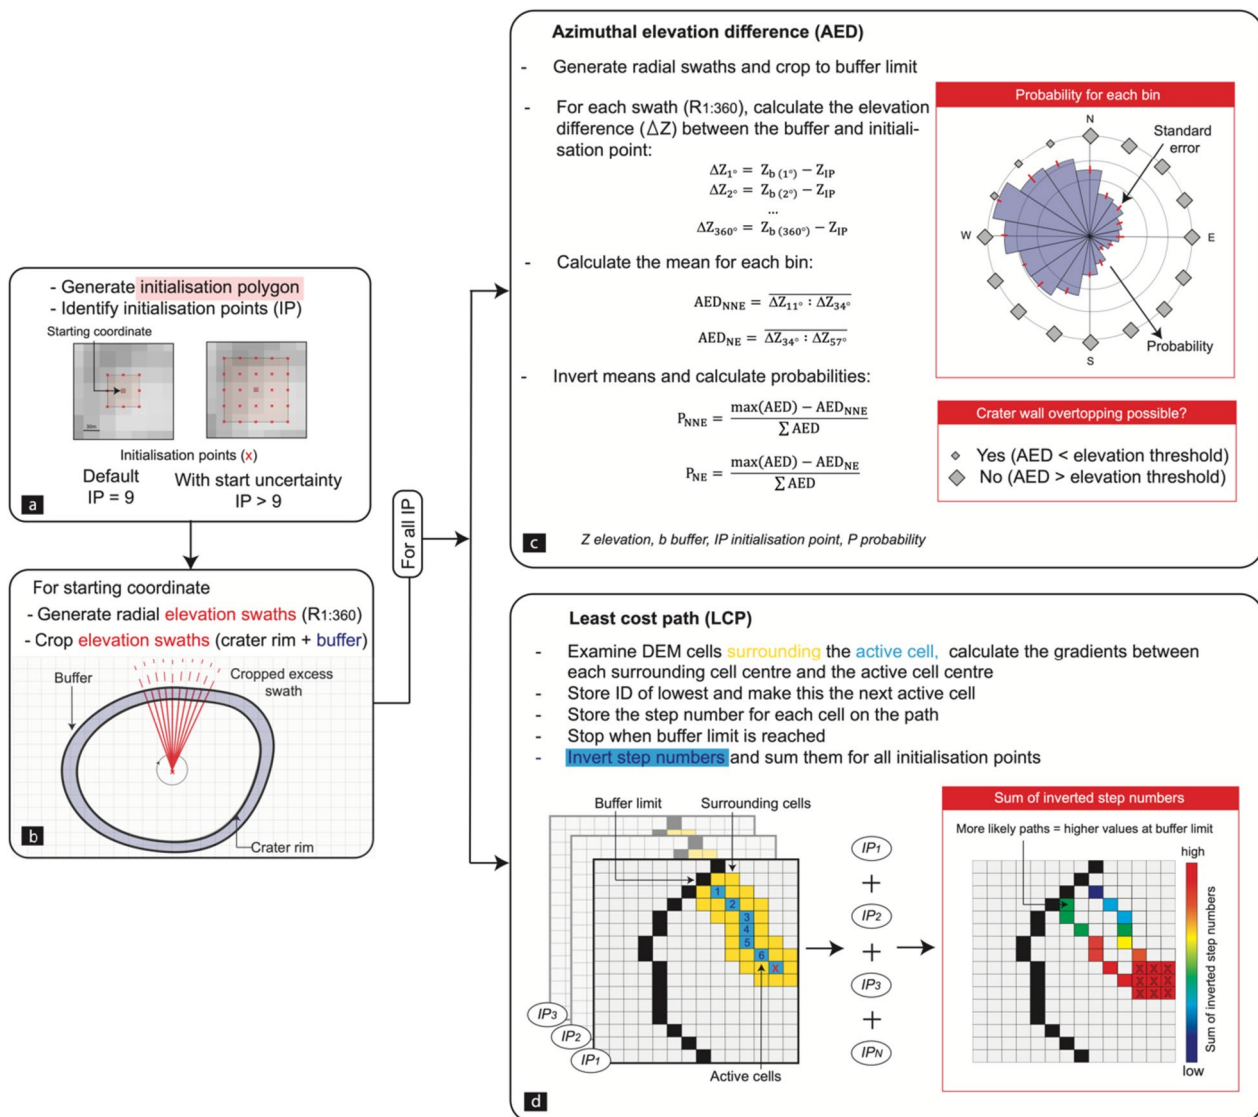 - Generate initialisation polygon
- Identify initialisation points (IP)
Starting coordinate
50m
Initialisation points (x)
Default
IP = 9
With start uncertainty
IP > 9
a
For starting coordinate
- Generate radial elevation swaths (R1:360)
- Crop elevation swaths (crater rim + buffer)
Buffer
Cropped excess
swath
Crater rim
b
For all IP
Azimuthal elevation difference (AED)
- Generate radial swaths and crop to buffer limit
- For each swath (R1:360), calculate the elevation
difference (ΔZ) between the buffer and initiali-
sation point:
ΔZ1° = Zb (1°) − ZIP
ΔZ2° = Zb (2°) − ZIP
...
ΔZ360° = Zb (360°) − ZIP
- Calculate the mean for each bin:
AEDNNE = ΔZ11° : ΔZ34°
AEDNE = ΔZ34° : ΔZ57°
- Invert means and calculate probabilities:
PNNE = max(AED) − AEDNNE
∑ AED
PNE = max(AED) − AEDNE
∑ AED
Z elevation, b buffer, IP initialisation point, P probability
c
Probability for each bin
N
Standard
error
W
E
S
Probability
Crater wall overtopping possible?
Yes (AED < elevation threshold)
No (AED > elevation threshold)
Least cost path (LCP)
- Examine DEM cells surrounding the active cell, calculate the gradients between
each surrounding cell centre and the active cell centre
- Store ID of lowest and make this the next active cell
- Store the step number for each cell on the path
- Stop when buffer limit is reached
- Invert step numbers and sum them for all initialisation points
Buffer limit
Surrounding cells
1
2
3
4
5
6
X
IP3
IP2
IP1
Active cells
IP1
+
IP2
+
IP3
+
IPN
Sum of inverted step numbers
More likely paths = higher values at buffer limit
high
X X X
X X X
X X X
Sum of inverted step numbers
low
d